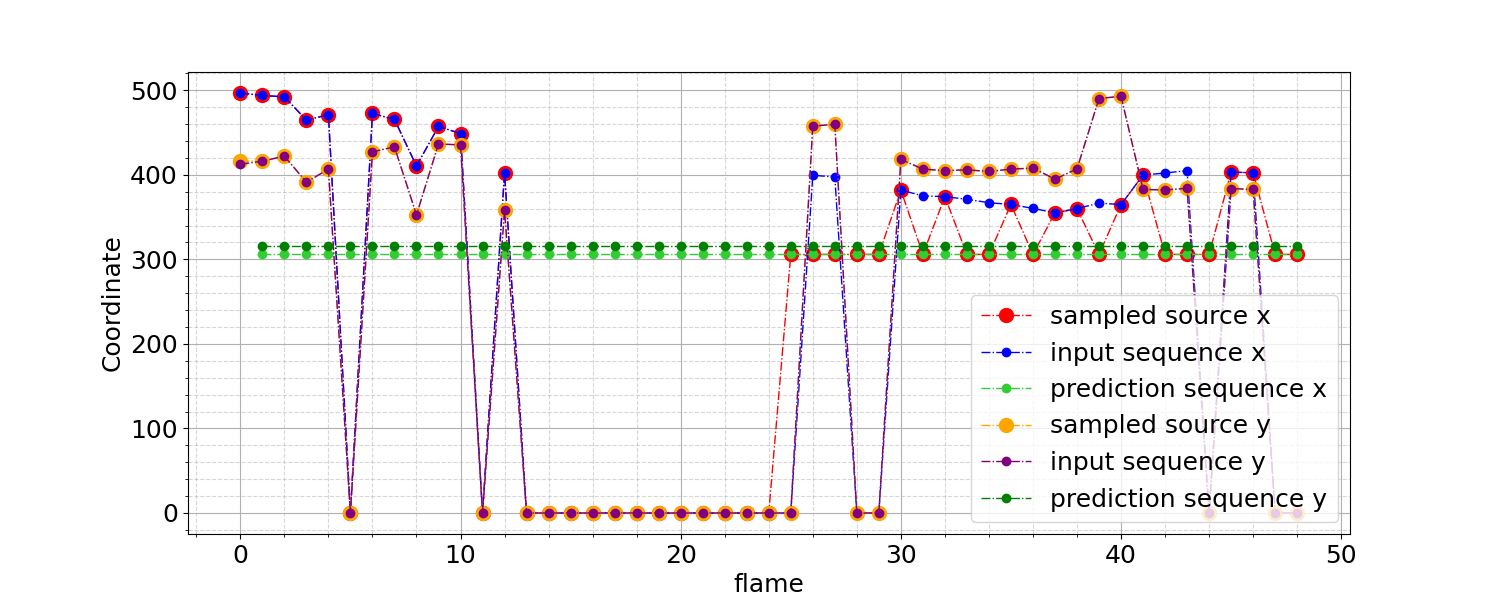 500
400
300
200
100
0
Coordinate
0 10 20 30 40 50
flame
sampled source x
input sequence x
prediction sequence x
sampled source y
input sequence y
prediction sequence y